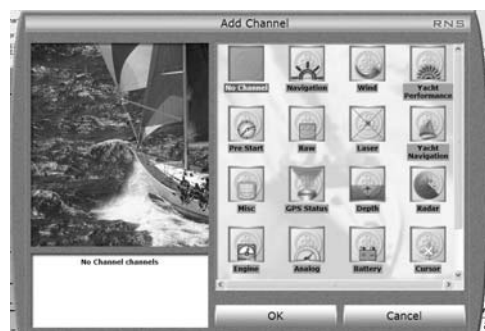 Add Channel
RNS
No Channel
Navigation
Wind
Yacht
Performance
Pre Start
Raw
Laser
Yacht
Navigation
Misc
GPS Status
Depth
Radar
No Channel channels
Engine
Analog
Battery
Cursor
OK
Cancel